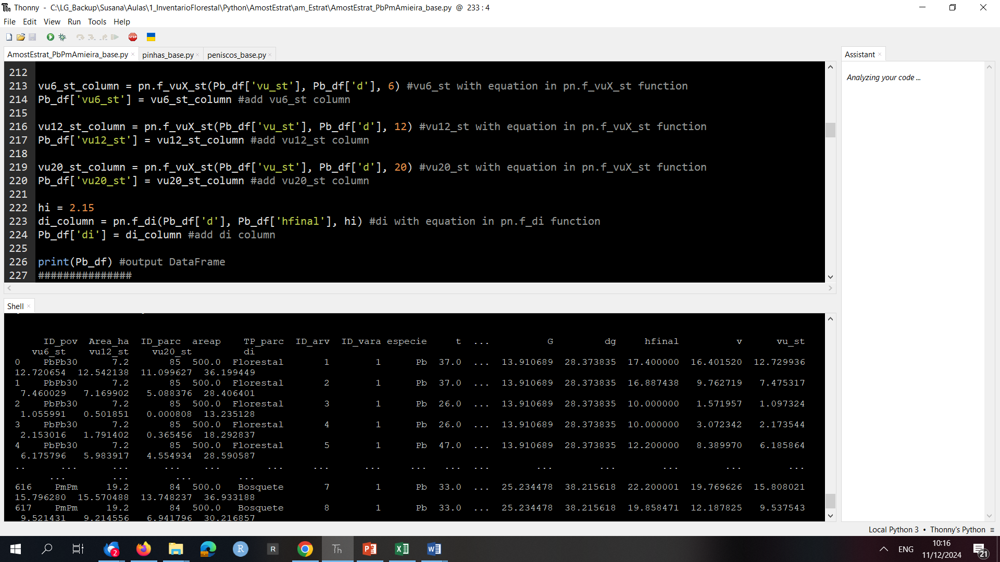 Thonny - C:\LG_Backup\Susana\Aulas\1_InventarioFlorestal\Python\AmostEstrat\am_Estrat\AmostEstrat_PbPmAmieira_base.py @ 233 : 4
File Edit View Run Tools Help
STOP
AmostEstrat_PbPmAmieira_base.py × pinhas_base.py × peniscos_base.py ×
Assistant ×
Analyzing your code ...
212
213 vu6_st_column = pn.f_vuX_st(Pb_df['vu_st'], Pb_df['d'], 6) #vu6_st with equation in pn.f_vuX_st function
214 Pb_df['vu6_st'] = vu6_st_column #add vu6_st column
215
216 vu12_st_column = pn.f_vuX_st(Pb_df['vu_st'], Pb_df['d'], 12) #vu12_st with equation in pn.f_vuX_st function
217 Pb_df['vu12_st'] = vu12_st_column #add vu12_st column
218
219 vu20_st_column = pn.f_vuX_st(Pb_df['vu_st'], Pb_df['d'], 20) #vu20_st with equation in pn.f_vuX_st function
220 Pb_df['vu20_st'] = vu20_st_column #add vu20_st column
221
222 hi = 2.15
223 di_column = pn.f_di(Pb_df['d'], Pb_df['hfinal'], hi) #di with equation in pn.f_di function
224 Pb_df['di'] = di_column #add di column
225
226 print(Pb_df) #output DataFrame
227 ###############
Shell ×
ID_pov Area_ha ID_parc areap TP_parc ID_arv ID_vara especie t ... G dg hfinal v vu_st
vu6_st vu12_st vu20_st di
0 PbPb30 7.2 85 500.0 Florestal 1 1 Pb 37.0 ... 13.910689 28.373835 17.400000 16.401520 12.729936
12.720654 12.542138 11.099627 36.199449
1 PbPb30 7.2 85 500.0 Florestal 2 1 Pb 37.0 ... 13.910689 28.373835 16.887438 9.762719 7.475317
7.460029 7.169902 5.088376 28.406401
2 PbPb30 7.2 85 500.0 Florestal 3 1 Pb 26.0 ... 13.910689 28.373835 10.000000 1.571957 1.097324
1.055991 0.501851 0.000808 13.235128
3 PbPb30 7.2 85 500.0 Florestal 4 1 Pb 26.0 ... 13.910689 28.373835 10.000000 3.072342 2.173544
2.153016 1.791402 0.365456 18.292837
4 PbPb30 7.2 85 500.0 Florestal 5 1 Pb 47.0 ... 13.910689 28.373835 12.200000 8.389970 6.185864
6.175796 5.983917 4.554934 28.590587
.. ... ... ... ... ... ... ... ... ... ... ... ... ... ... ...
... ... ... ...
616 PmPm 19.2 84 500.0 Bosquete 7 1 Pb 33.0 ... 25.234478 38.215618 22.200001 19.769626 15.808021
15.796280 15.570488 13.748237 36.933188
617 PmPm 19.2 84 500.0 Bosquete 8 1 Pb 33.0 ... 25.234478 38.215618 19.858471 12.187825 9.537543
9.521431 9.214556 6.941796 30.216857
Local Python 3 • Thonny's Python ≡
2 R R Th P X W ENG 10:16
11/12/2024 21